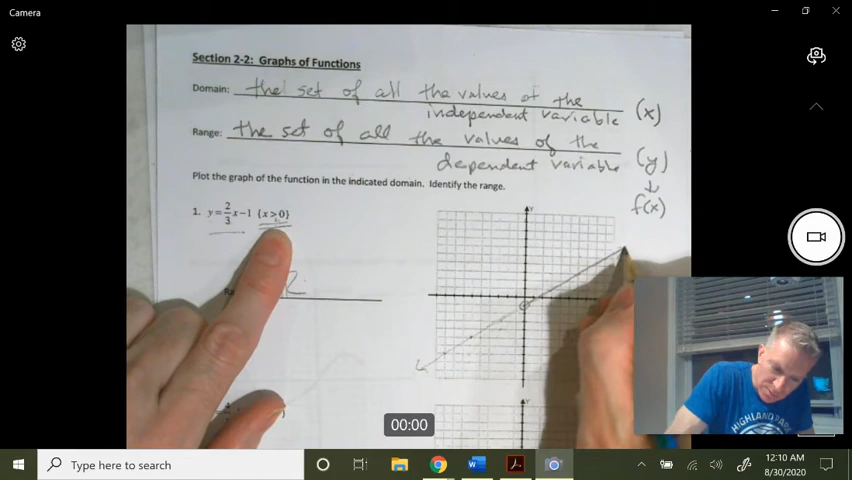 Camera
Section 2-2: Graphs of Functions
Domain: the set of all the values of the
independent variable (x)
Range: the set of all the values of the
dependent variable (y)
Plot the graph of the function in the indicated domain. Identify the range.
f(x)
1. y=2/3x-1 {x>0}
Y
R
HIGHLAND PARK
00:00
Y
Type here to search
12:10 AM
8/30/2020